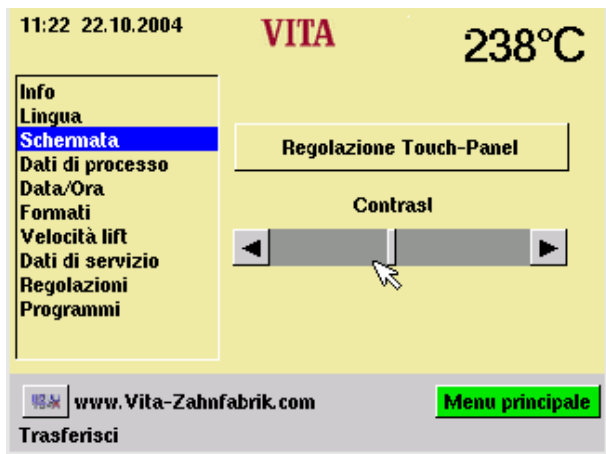 11:22 22.10.2004
VITA
238°C
Info
Lingua
Schermata
Dati di processo
Data/Ora
Formati
Velocità lift
Dati di servizio
Regolazioni
Programmi
Regolazione Touch-Panel
Contrast
www.Vita-Zahnfabrik.com
Menu principale
Trasferisci